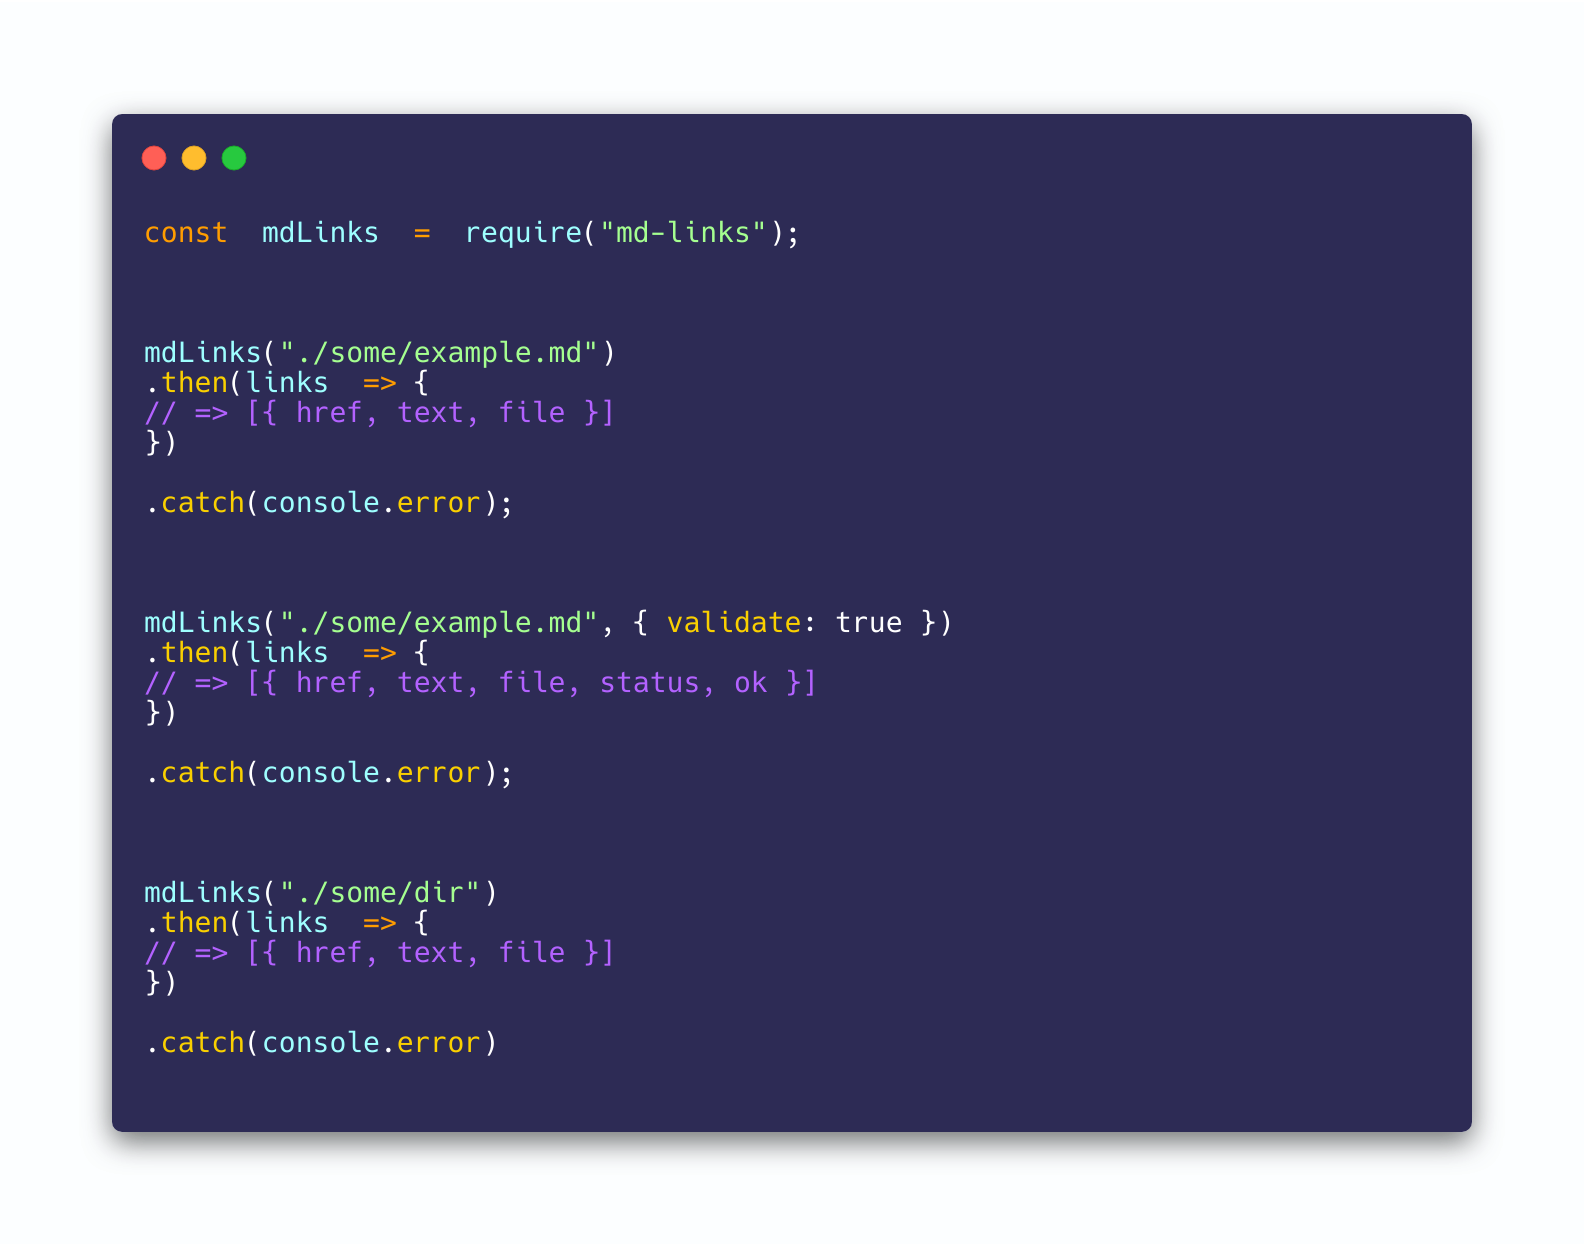 const  mdLinks  =  require("md-links");
mdLinks("./some/example.md")
.then(links  => {
// => [{ href, text, file }]
})
.catch(console.error);
mdLinks("./some/example.md", { validate: true })
.then(links  => {
// => [{ href, text, file, status, ok }]
})
.catch(console.error);
mdLinks("./some/dir")
.then(links  => {
// => [{ href, text, file }]
})
.catch(console.error)